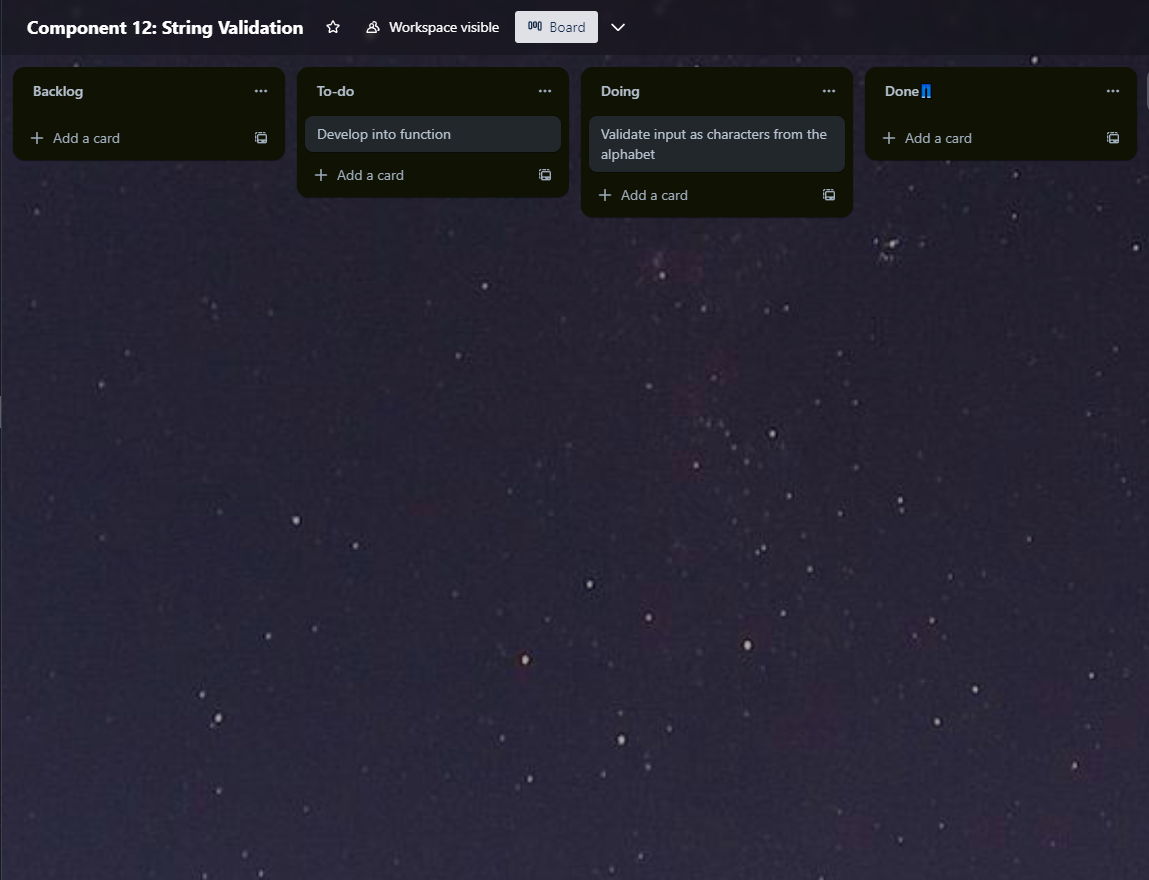 Component 12: String Validation
Workspace visible
Board
Backlog
Add a card
To-do
Develop into function
Add a card
Doing
Validate input as characters from the
alphabet
Add a card
Done👖
Add a card